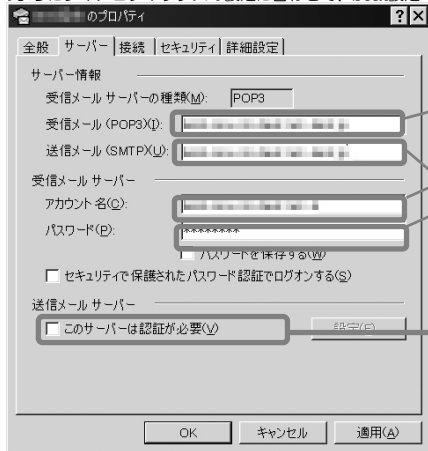 のプロパティ
? ×
全般 サーバー 接続 セキュリティ 詳細設定
サーバー情報
受信メール サーバーの種類(M): POP3
受信メール (POP3)(I):
送信メール (SMTP)(U):
受信メール サーバー
アカウント名(C):
パスワード(P): ********
パスワードを保存する(W)
セキュリティで保護されたパスワード認証でログオンする(S)
送信メール サーバー
このサーバーは認証が必要(V) 設定(E)
OK キャンセル 適用(A)